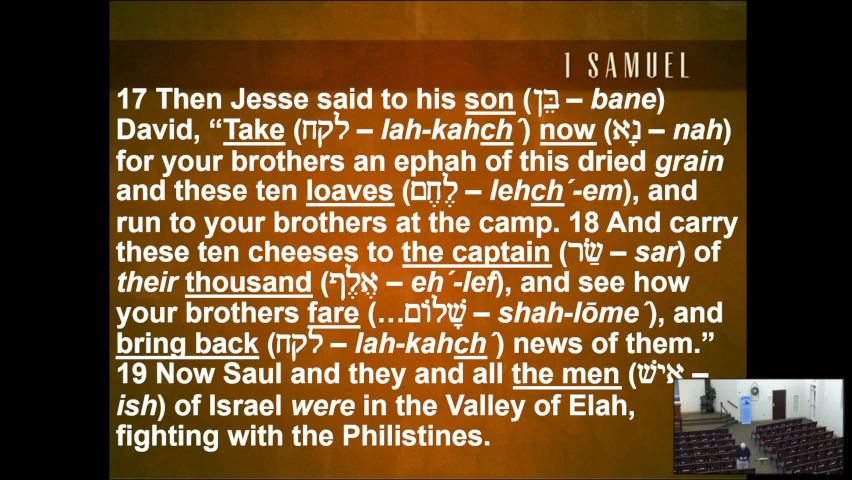 1 SAMUEL
17 Then Jesse said to his son (בֵּן – bane)
David, “Take (לקח – lah-kahch´) now (נָא – nah)
for your brothers an ephah of this dried grain
and these ten loaves (לֶחֶם – lehch´-em), and
run to your brothers at the camp. 18 And carry
these ten cheeses to the captain (שַׂר – sar) of
their thousand (אֶלֶף – eh´-lef), and see how
your brothers fare (שָׁלוֹם… – shah-lōme´), and
bring back (לקח – lah-kahch´) news of them.”
19 Now Saul and they and all the men (אִישׁ –
ish) of Israel were in the Valley of Elah,
fighting with the Philistines.